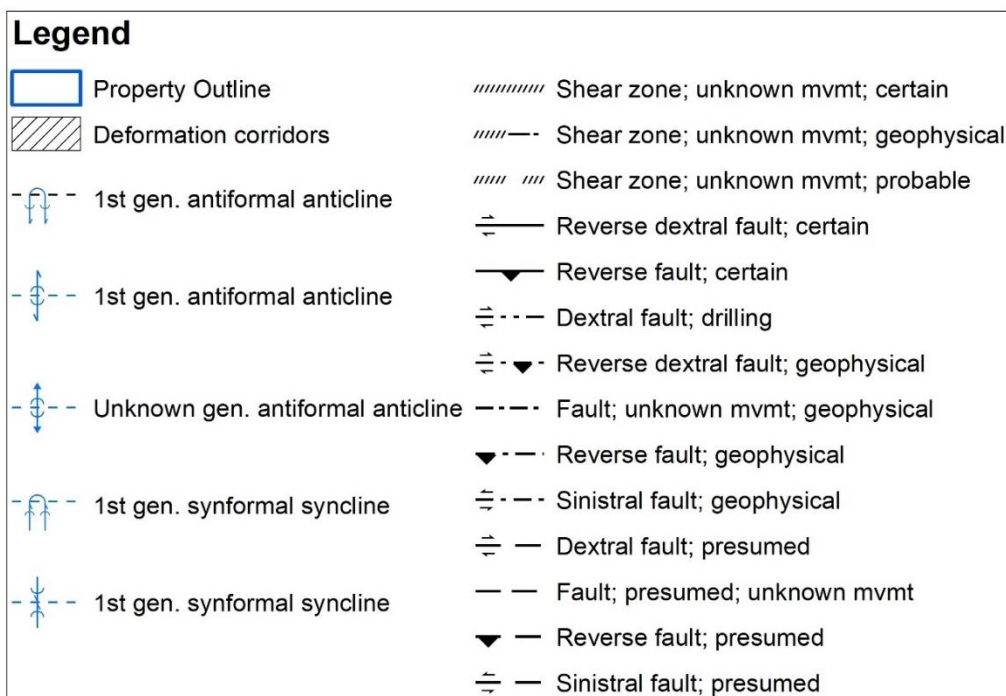 Legend
Property Outline
Deformation corridors
1st gen. antiformal anticline
1st gen. antiformal anticline
Unknown gen. antiformal anticline
1st gen. synformal syncline
1st gen. synformal syncline
Shear zone; unknown mvmt; certain
Shear zone; unknown mvmt; geophysical
Shear zone; unknown mvmt; probable
Reverse dextral fault; certain
Reverse fault; certain
Dextral fault; drilling
Reverse dextral fault; geophysical
Fault; unknown mvmt; geophysical
Reverse fault; geophysical
Sinistral fault; geophysical
Dextral fault; presumed
Fault; presumed; unknown mvmt
Reverse fault; presumed
Sinistral fault; presumed